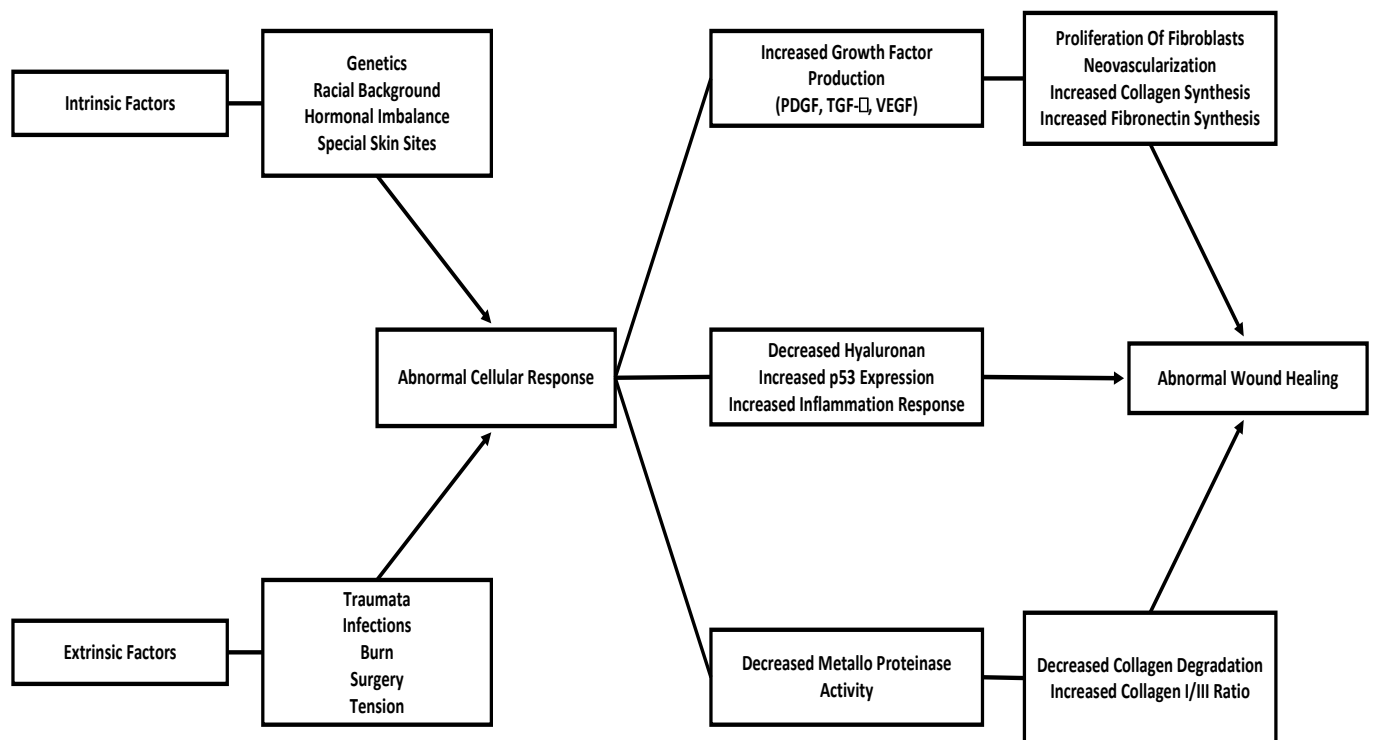 Intrinsic Factors
Genetics
Racial Background
Hormonal Imbalance
Special Skin Sites
Increased Growth Factor
Production
(PDGF, TGF-□, VEGF)
Proliferation Of Fibroblasts
Neovascularization
Increased Collagen Synthesis
Increased Fibronectin Synthesis
Abnormal Cellular Response
Decreased Hyaluronan
Increased p53 Expression
Increased Inflammation Response
Abnormal Wound Healing
Extrinsic Factors
Traumata
Infections
Burn
Surgery
Tension
Decreased Metallo Proteinase
Activity
Decreased Collagen Degradation
Increased Collagen I/III Ratio